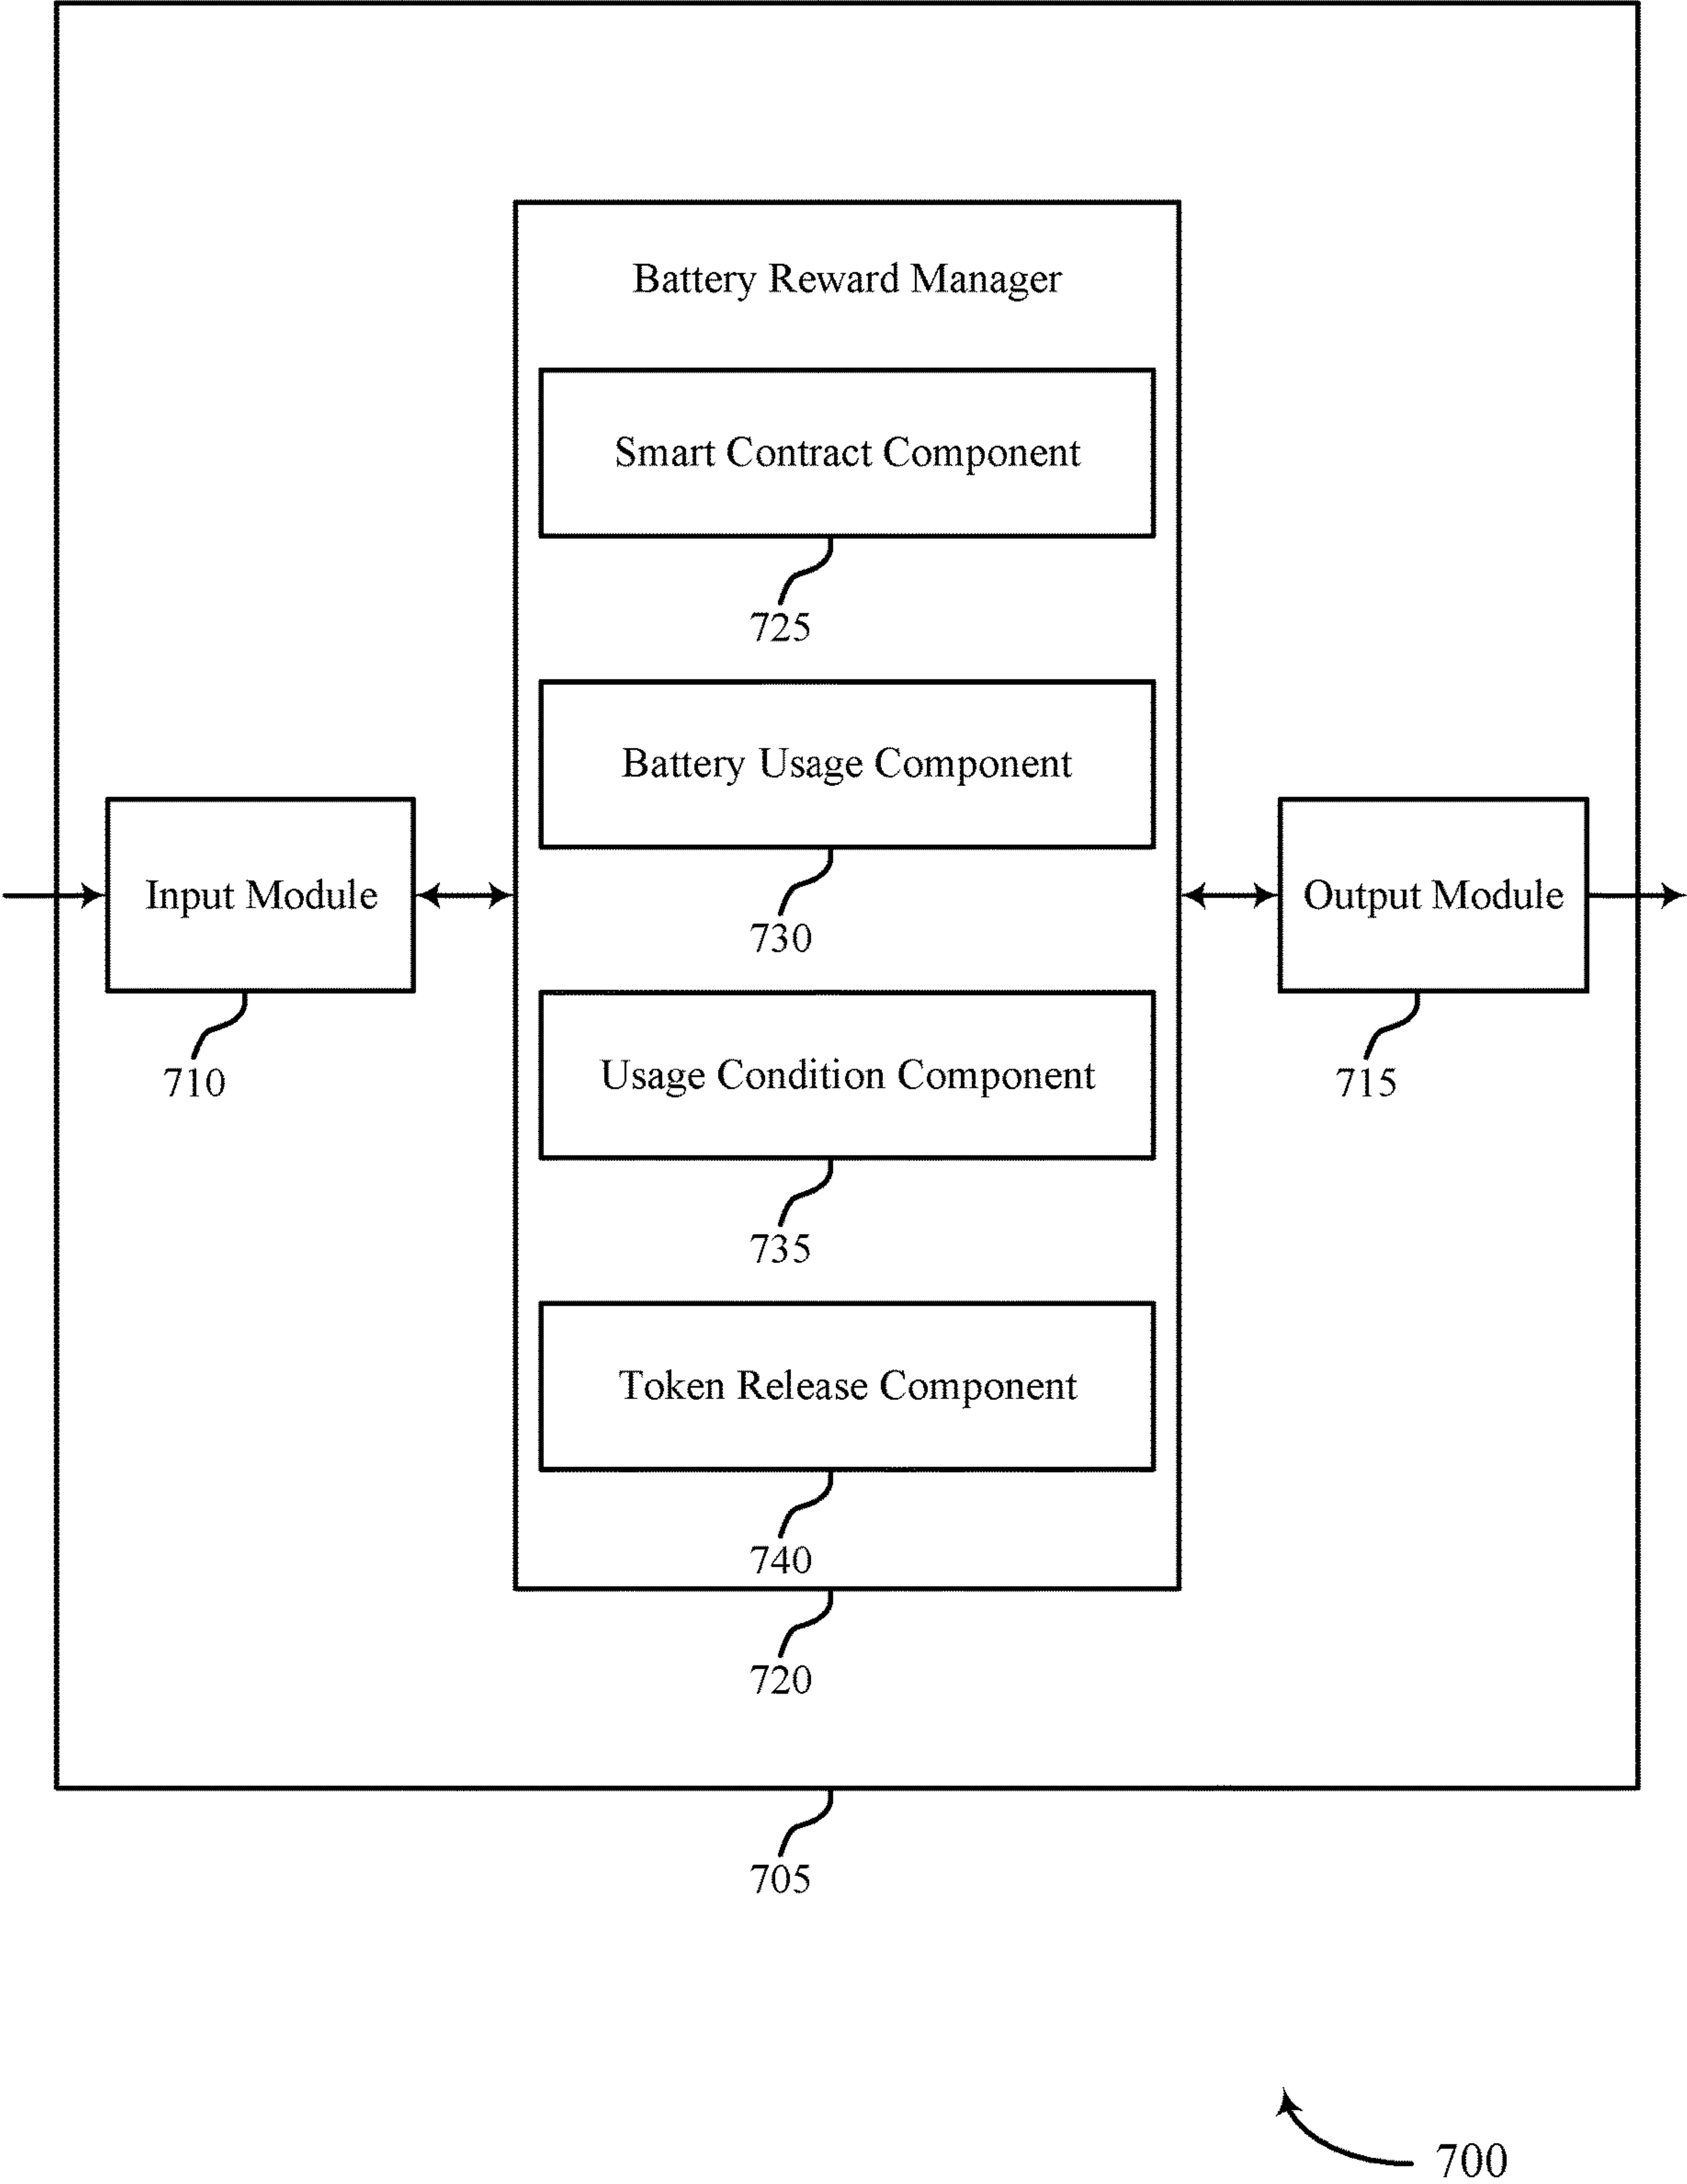 Battery Reward Manager
Smart Contract Component
725
Battery Usage Component
730
Input Module
710
Output Module
715
Usage Condition Component
735
Token Release Component
740
720
705
700